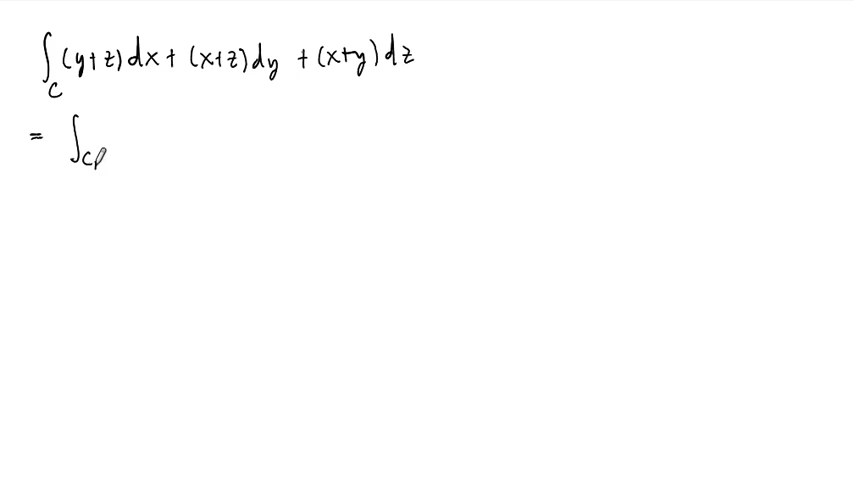 ∫_C (y+z)dx + (x+z)dy + (x+y)dz
= ∫_C